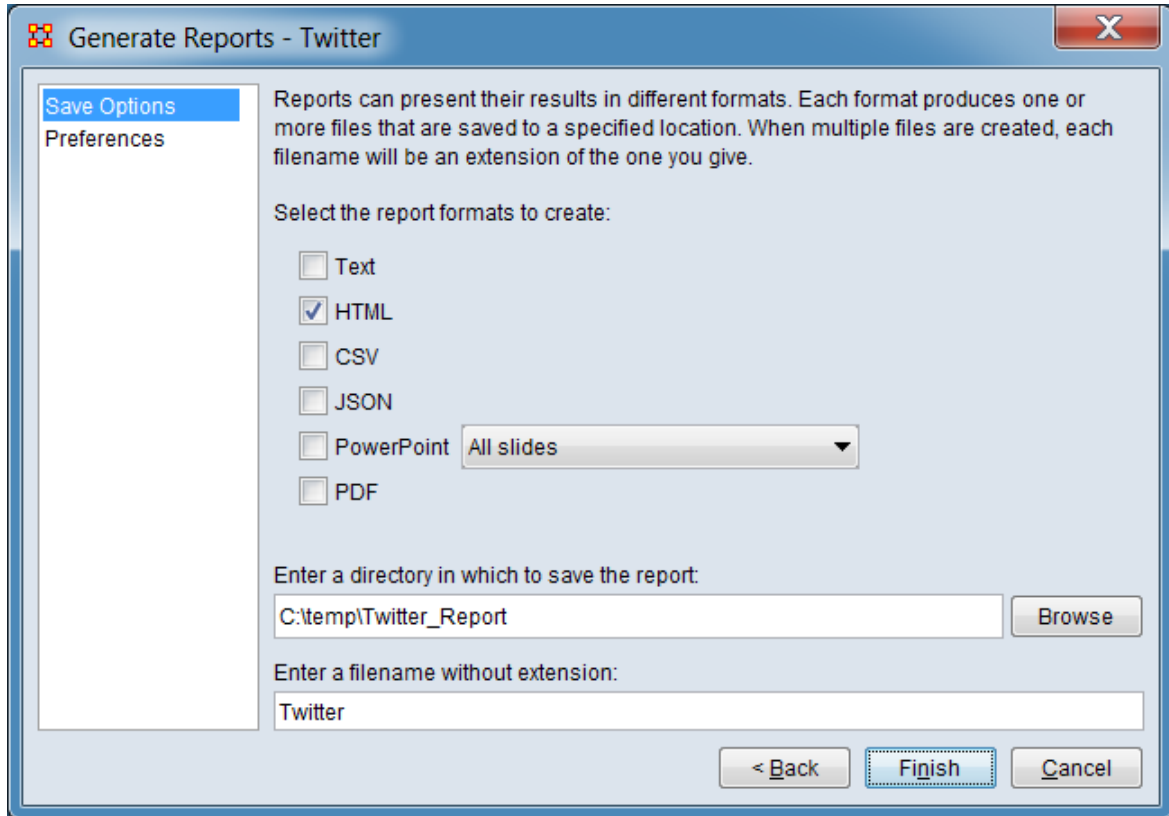 Generate Reports - Twitter
Save Options
Preferences
Reports can present their results in different formats. Each format produces one or
more files that are saved to a specified location. When multiple files are created, each
filename will be an extension of the one you give.
Select the report formats to create:
Text
HTML
CSV
JSON
PowerPoint All slides
PDF
Enter a directory in which to save the report:
C:\temp\Twitter_Report Browse
Enter a filename without extension:
Twitter
< Back Finish Cancel